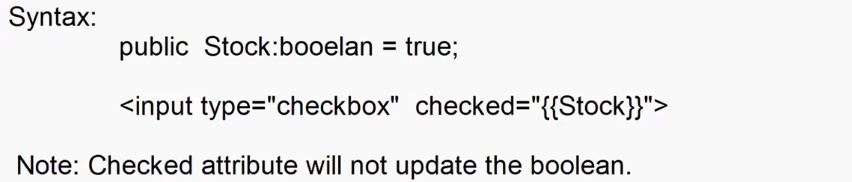 Syntax:
public Stock:booelan = true;
<input type="checkbox" checked="{{Stock}}">
Note: Checked attribute will not update the boolean.